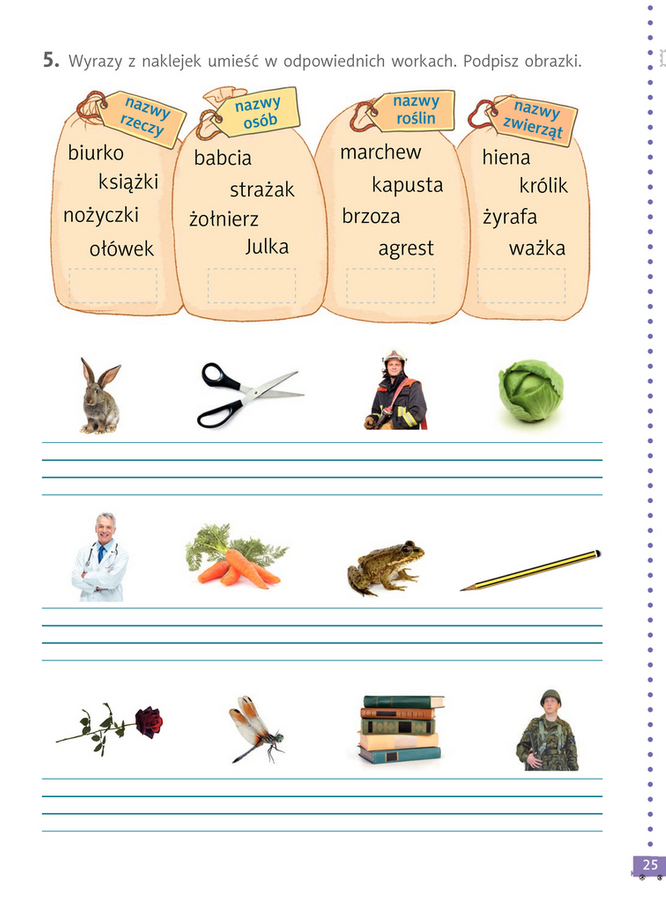 5. Wyrazy z naklejek umieść w odpowiednich workach. Podpisz obrazki.
nazwy
rzeczy
biurko
książki
nożyczki
ołówek
nazwy
osób
babcia
strażak
żołnierz
Julka
nazwy
roślin
marchew
kapusta
brzoza
agrest
nazwy
zwierząt
hiena
królik
żyrafa
ważka
25